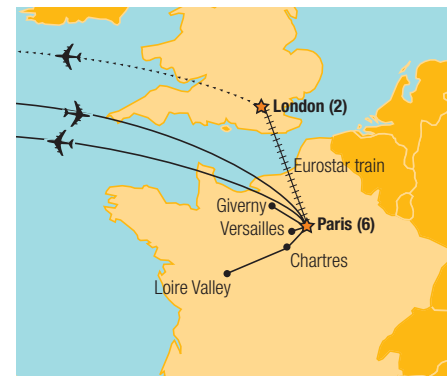 London (2)
Eurostar train
Giverny
Versailles
Paris (6)
Chartres
Loire Valley